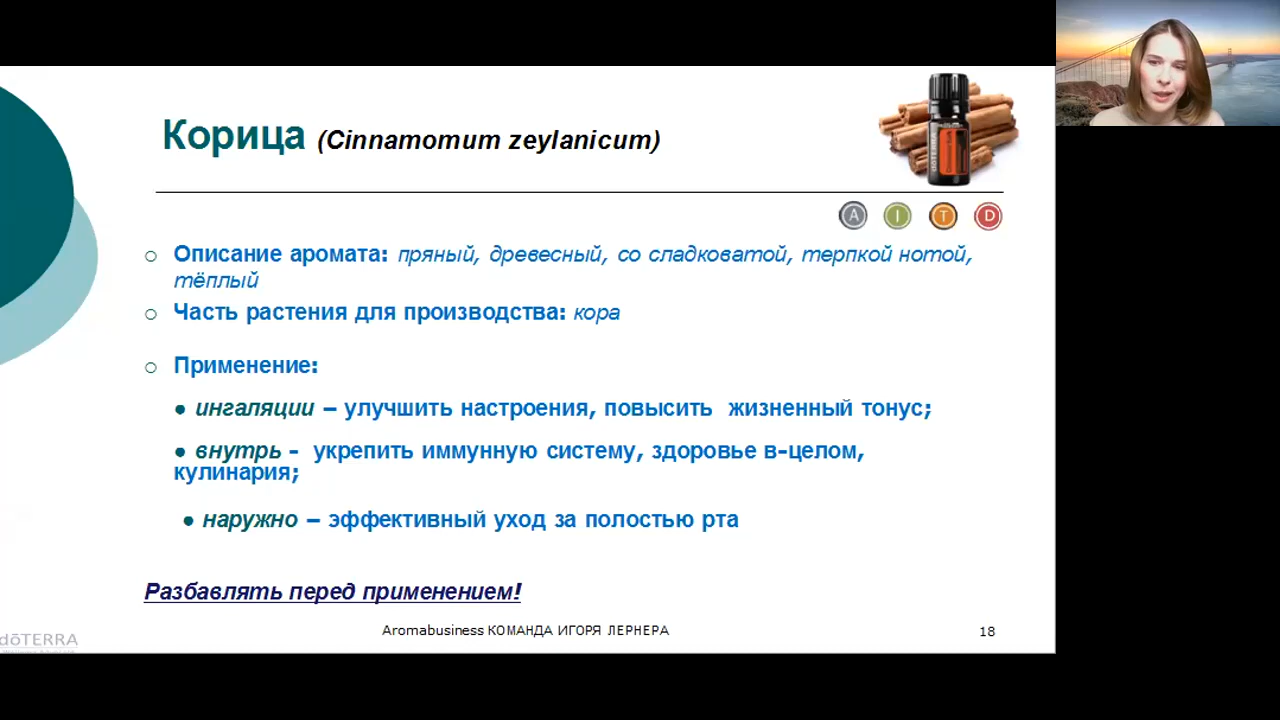 Корица (Cinnamomum zeylanicum)
dōTERRA
A I T D
Описание аромата: пряный, древесный, со сладковатой, терпкой нотой,
тёплый
Часть растения для производства: кора
Применение:
• ингаляции – улучшить настроения, повысить жизненный тонус;
• внутрь - укрепить иммунную систему, здоровье в-целом,
кулинария;
• наружно – эффективный уход за полостью рта
Разбавлять перед применением!
Aromabusiness КОМАНДА ИГОРЯ ЛЕРНЕРА
18
dōTERRA